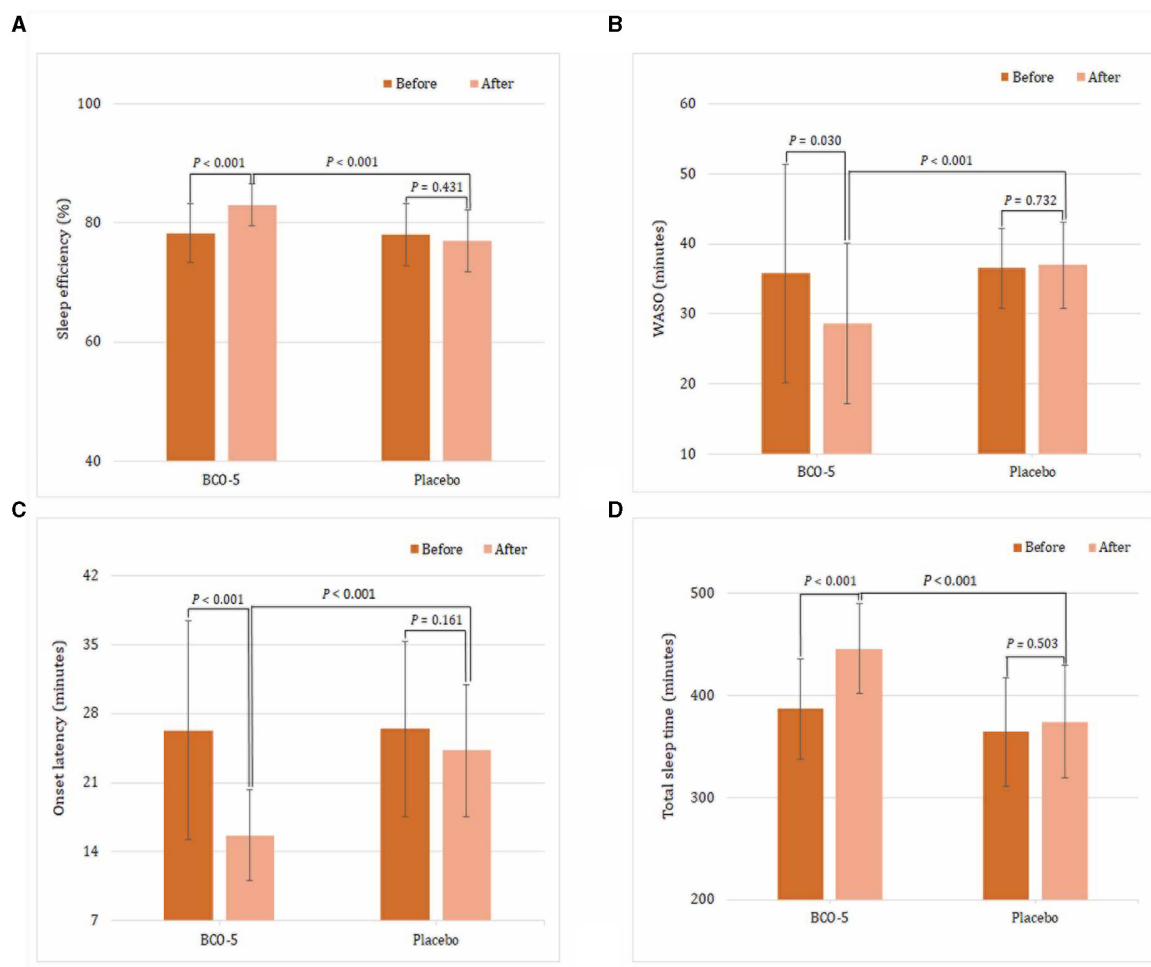 A
Before After
Sleep efficiency (%)
100
80
60
40
P < 0.001
P < 0.001
P = 0.431
BCO-5
Placebo
B
Before After
WASO (minutes)
60
50
40
30
20
10
P = 0.030
P < 0.001
P = 0.732
BCO-5
Placebo
C
Before After
Onset latency (minutes)
42
35
28
21
14
7
P < 0.001
P < 0.001
P = 0.161
BCO-5
Placebo
D
Before After
Total sleep time (minutes)
500
400
300
200
P < 0.001
P < 0.001
P = 0.503
BCO-5
Placebo